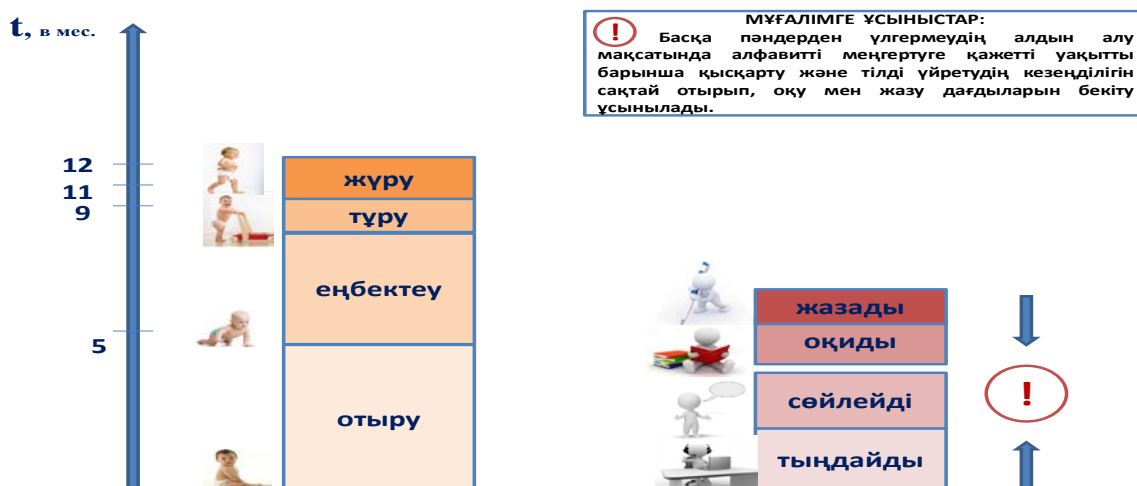 t, в мес.
!
МҰҒАЛІМГЕ ҰСЫНЫСТАР:
Басқа пәндерден үлгермеудің алдын алу
мақсатында алфавитті меңгертуге қажетті уақытты
барынша қысқарту және тілді үйретудің кезеңділігін
сақтай отырып, оқу мен жазу дағдыларын бекіту
ұсынылады.
12
11
9
5
жүру
тұру
еңбектеу
отыру
жазады
оқиды
сөйлейді
тыңдайды
!